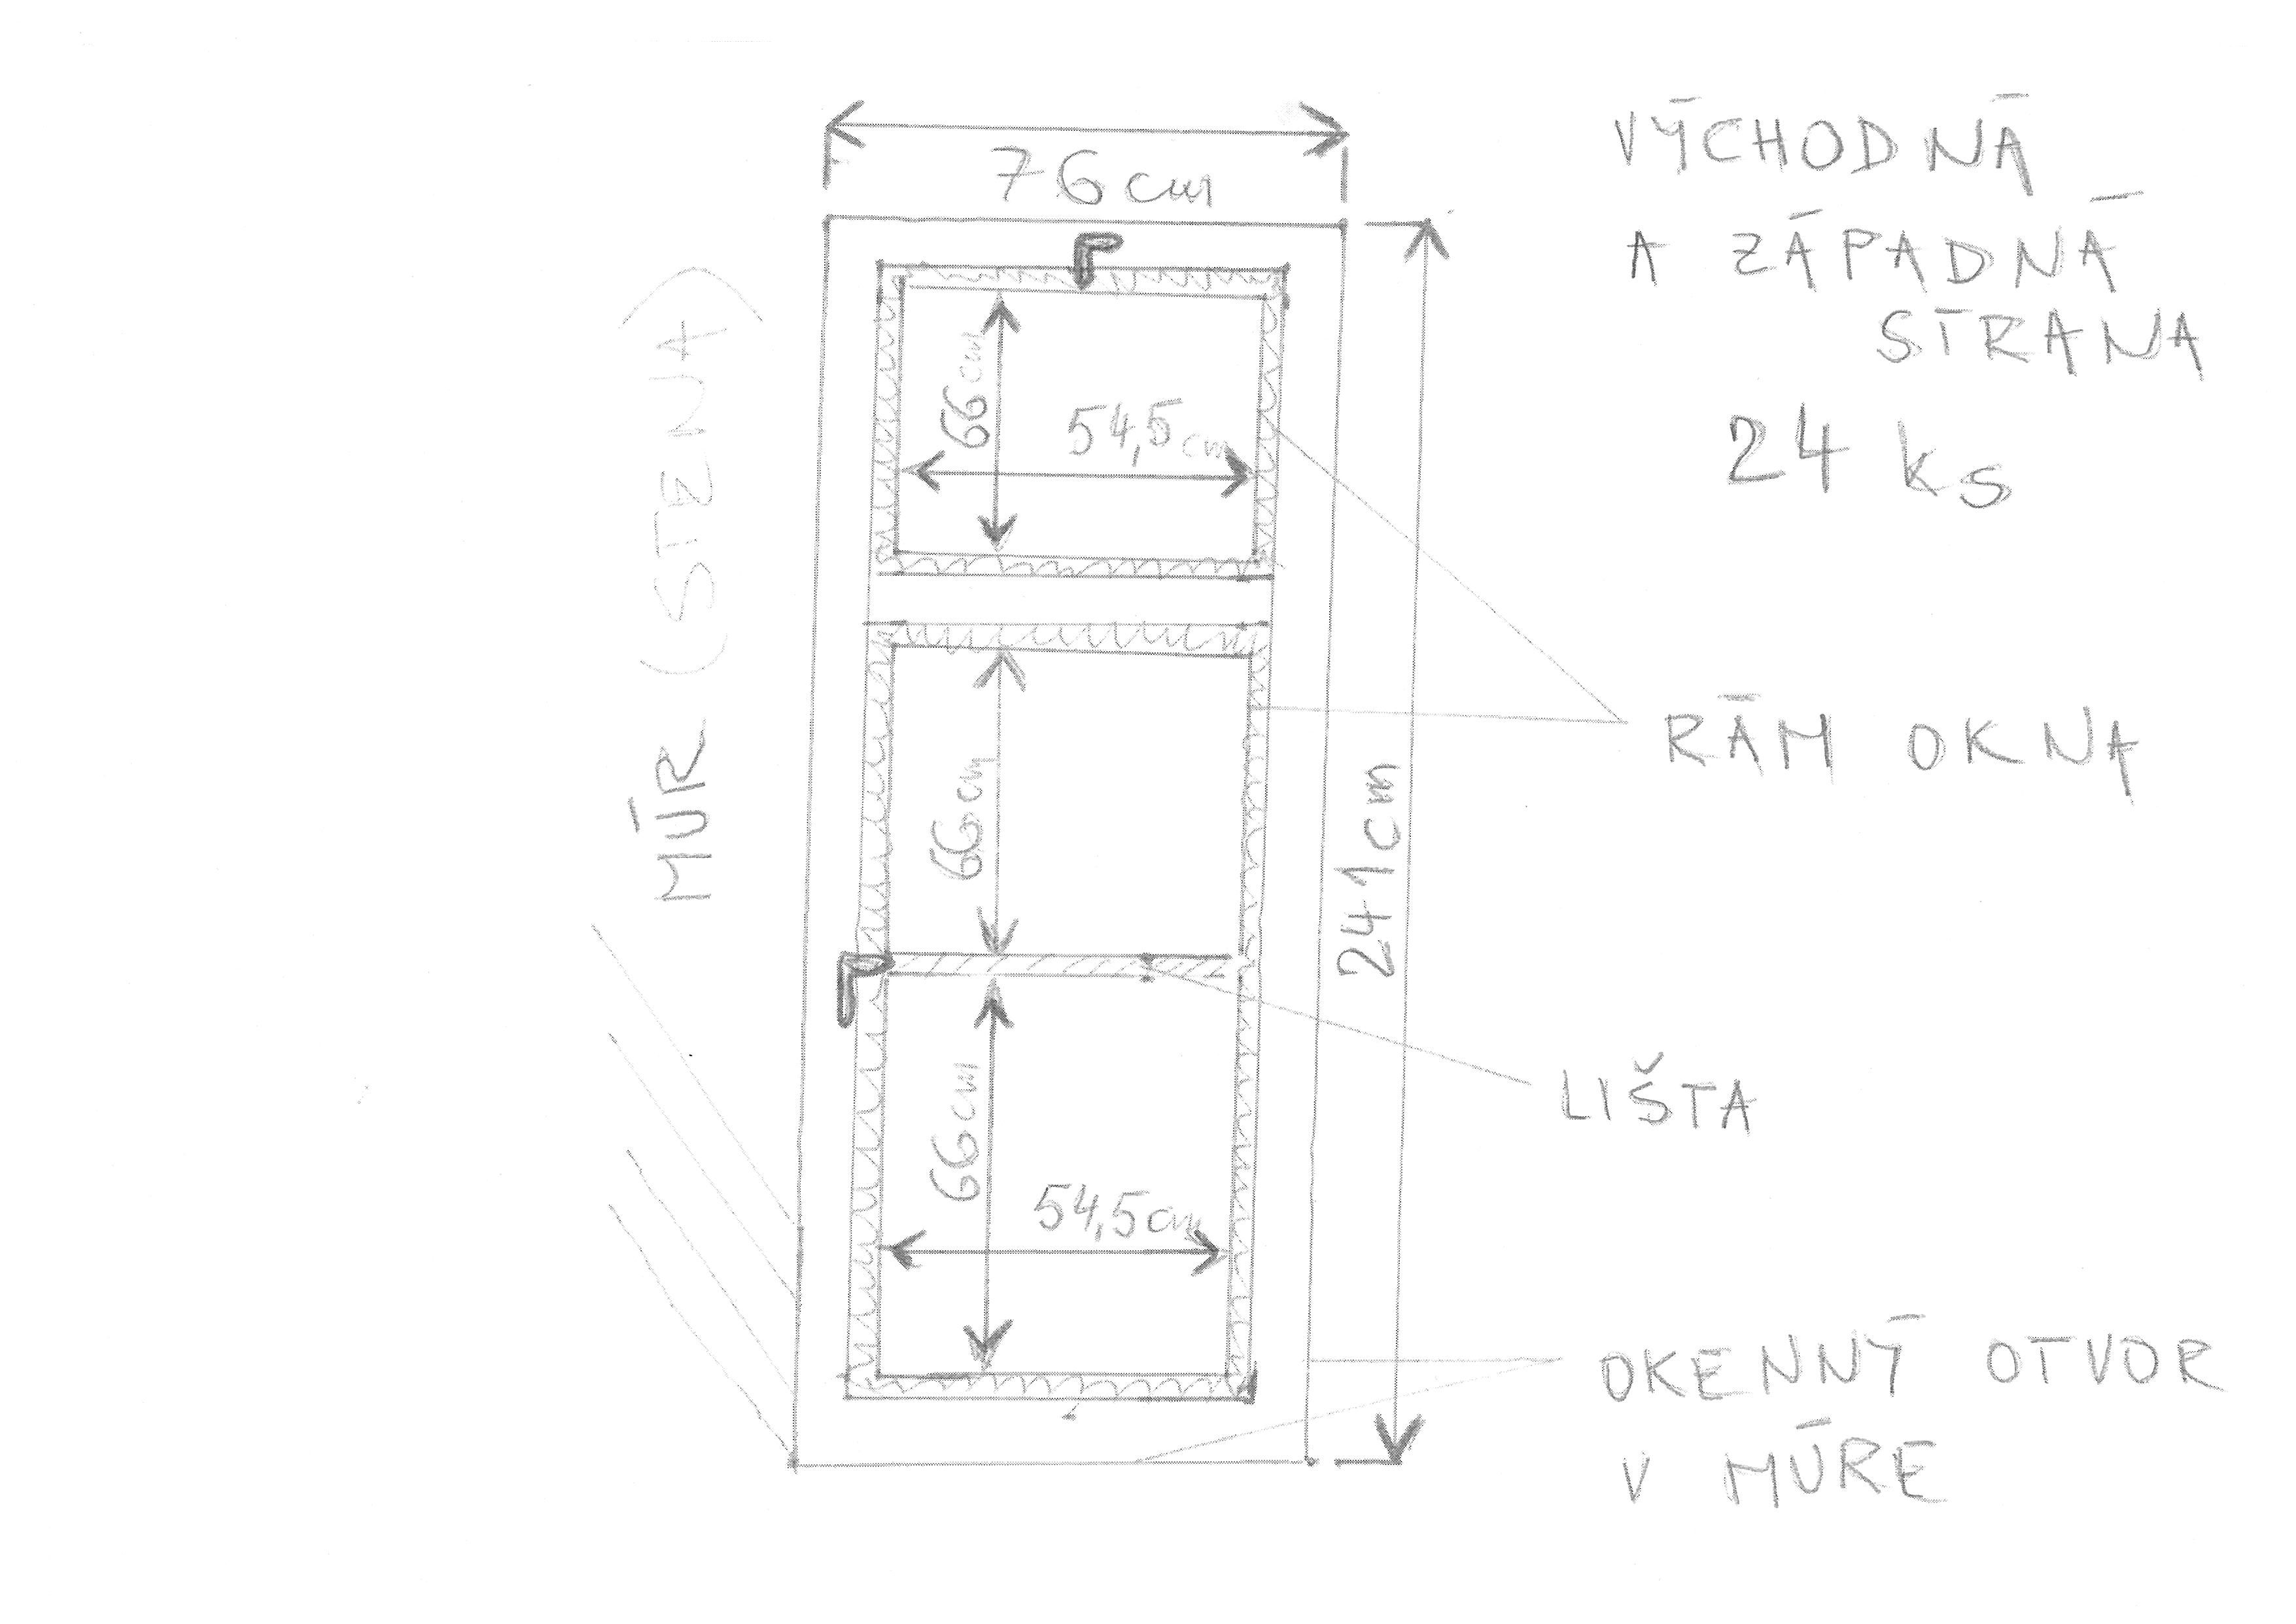 76 cm
VÝCHODNÁ
A ZÁPADNÁ
STRANA
24 ks
MÚR (STENA)
66 cm
54,5 cm
RÁM OKNA
66 cm
241 cm
LIŠTA
66 cm
54,5 cm
OKENNÝ OTVOR
V MÚRE